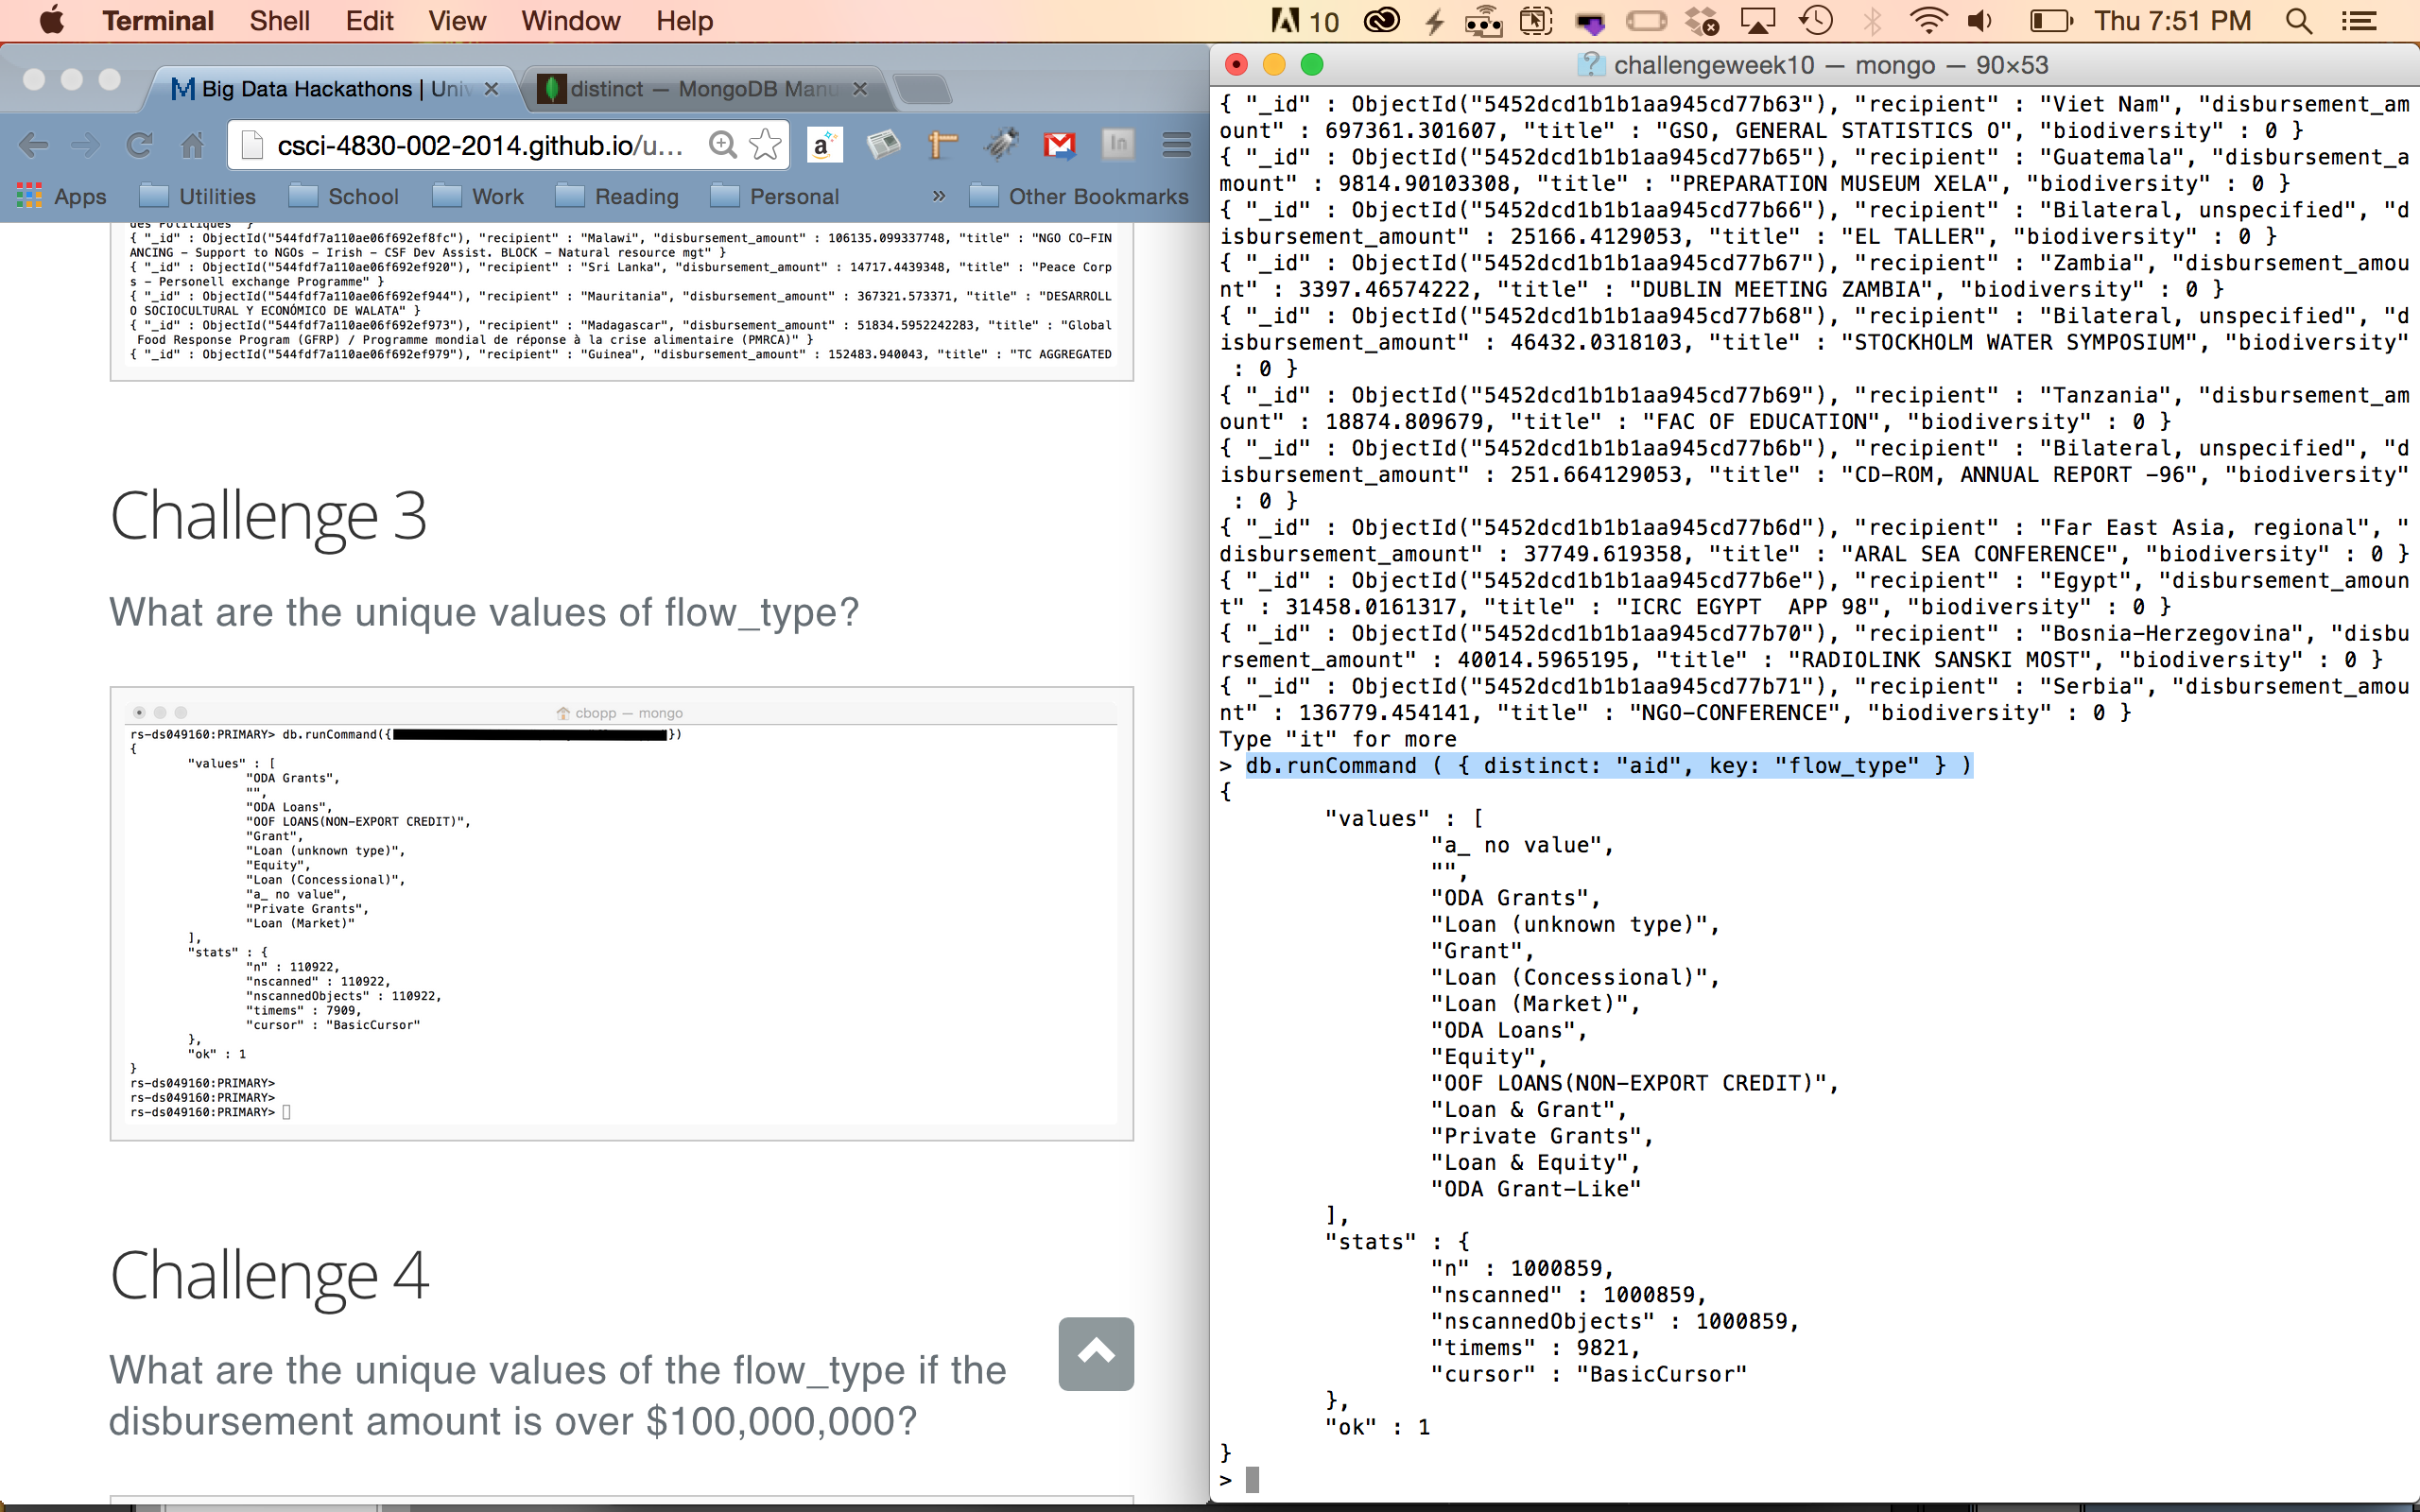 Terminal Shell Edit View Window Help 10 Thu 7:51 PM
Big Data Hackathons | Univ
distinct — MongoDB Manu
csci-4830-002-2014.github.io/u...
Apps Utilities School Work Reading Personal » Other Bookmarks
des Politiques" }
{ "_id" : ObjectId("544fdf7a110ae06f692ef8fc"), "recipient" : "Malawi", "disbursement_amount" : 106135.099337748, "title" : "NGO CO-FIN
ANCING – Support to NGOs – Irish – CSF Dev Assist. BLOCK – Natural resource mgt" }
{ "_id" : ObjectId("544fdf7a110ae06f692ef920"), "recipient" : "Sri Lanka", "disbursement_amount" : 14717.4439348, "title" : "Peace Corp
s – Personell exchange Programme" }
{ "_id" : ObjectId("544fdf7a110ae06f692ef944"), "recipient" : "Mauritania", "disbursement_amount" : 367321.573371, "title" : "DESARROLL
O SOCIOCULTURAL Y ECONÓMICO DE WALATA" }
{ "_id" : ObjectId("544fdf7a110ae06f692ef973"), "recipient" : "Madagascar", "disbursement_amount" : 51834.5952242283, "title" : "Global
Food Response Program (GFRP) / Programme mondial de réponse à la crise alimentaire (PMRCA)" }
{ "_id" : ObjectId("544fdf7a110ae06f692ef979"), "recipient" : "Guinea", "disbursement_amount" : 152483.940043, "title" : "TC AGGREGATED
Challenge 3
What are the unique values of flow_type?
cbopp — mongo
rs-ds049160:PRIMARY> db.runCommand({ })
{
"values" : [
"ODA Grants",
"",
"ODA Loans",
"OOF LOANS(NON-EXPORT CREDIT)",
"Grant",
"Loan (unknown type)",
"Equity",
"Loan (Concessional)",
"a_ no value",
"Private Grants",
"Loan (Market)"
],
"stats" : {
"n" : 110922,
"nscanned" : 110922,
"nscannedObjects" : 110922,
"timems" : 7909,
"cursor" : "BasicCursor"
},
"ok" : 1
}
rs-ds049160:PRIMARY>
rs-ds049160:PRIMARY>
rs-ds049160:PRIMARY>
Challenge 4
What are the unique values of the flow_type if the
disbursement amount is over $100,000,000?
challengeweek10 — mongo — 90×53
{ "_id" : ObjectId("5452dcd1b1b1aa945cd77b63"), "recipient" : "Viet Nam", "disbursement_am
ount" : 697361.301607, "title" : "GSO, GENERAL STATISTICS O", "biodiversity" : 0 }
{ "_id" : ObjectId("5452dcd1b1b1aa945cd77b65"), "recipient" : "Guatemala", "disbursement_a
mount" : 9814.90103308, "title" : "PREPARATION MUSEUM XELA", "biodiversity" : 0 }
{ "_id" : ObjectId("5452dcd1b1b1aa945cd77b66"), "recipient" : "Bilateral, unspecified", "d
isbursement_amount" : 25166.4129053, "title" : "EL TALLER", "biodiversity" : 0 }
{ "_id" : ObjectId("5452dcd1b1b1aa945cd77b67"), "recipient" : "Zambia", "disbursement_amou
nt" : 3397.46574222, "title" : "DUBLIN MEETING ZAMBIA", "biodiversity" : 0 }
{ "_id" : ObjectId("5452dcd1b1b1aa945cd77b68"), "recipient" : "Bilateral, unspecified", "d
isbursement_amount" : 46432.0318103, "title" : "STOCKHOLM WATER SYMPOSIUM", "biodiversity"
: 0 }
{ "_id" : ObjectId("5452dcd1b1b1aa945cd77b69"), "recipient" : "Tanzania", "disbursement_am
ount" : 18874.809679, "title" : "FAC OF EDUCATION", "biodiversity" : 0 }
{ "_id" : ObjectId("5452dcd1b1b1aa945cd77b6b"), "recipient" : "Bilateral, unspecified", "d
isbursement_amount" : 251.664129053, "title" : "CD-ROM, ANNUAL REPORT -96", "biodiversity"
: 0 }
{ "_id" : ObjectId("5452dcd1b1b1aa945cd77b6d"), "recipient" : "Far East Asia, regional", "
disbursement_amount" : 37749.619358, "title" : "ARAL SEA CONFERENCE", "biodiversity" : 0 }
{ "_id" : ObjectId("5452dcd1b1b1aa945cd77b6e"), "recipient" : "Egypt", "disbursement_amoun
t" : 31458.0161317, "title" : "ICRC EGYPT  APP 98", "biodiversity" : 0 }
{ "_id" : ObjectId("5452dcd1b1b1aa945cd77b70"), "recipient" : "Bosnia-Herzegovina", "disbu
rsement_amount" : 40014.5965195, "title" : "RADIOLINK SANSKI MOST", "biodiversity" : 0 }
{ "_id" : ObjectId("5452dcd1b1b1aa945cd77b71"), "recipient" : "Serbia", "disbursement_amou
nt" : 136779.454141, "title" : "NGO-CONFERENCE", "biodiversity" : 0 }
Type "it" for more
> db.runCommand ( { distinct: "aid", key: "flow_type" } )
{
"values" : [
"a_ no value",
"",
"ODA Grants",
"Loan (unknown type)",
"Grant",
"Loan (Concessional)",
"Loan (Market)",
"ODA Loans",
"Equity",
"OOF LOANS(NON-EXPORT CREDIT)",
"Loan & Grant",
"Private Grants",
"Loan & Equity",
"ODA Grant-Like"
],
"stats" : {
"n" : 1000859,
"nscanned" : 1000859,
"nscannedObjects" : 1000859,
"timems" : 9821,
"cursor" : "BasicCursor"
},
"ok" : 1
}
>